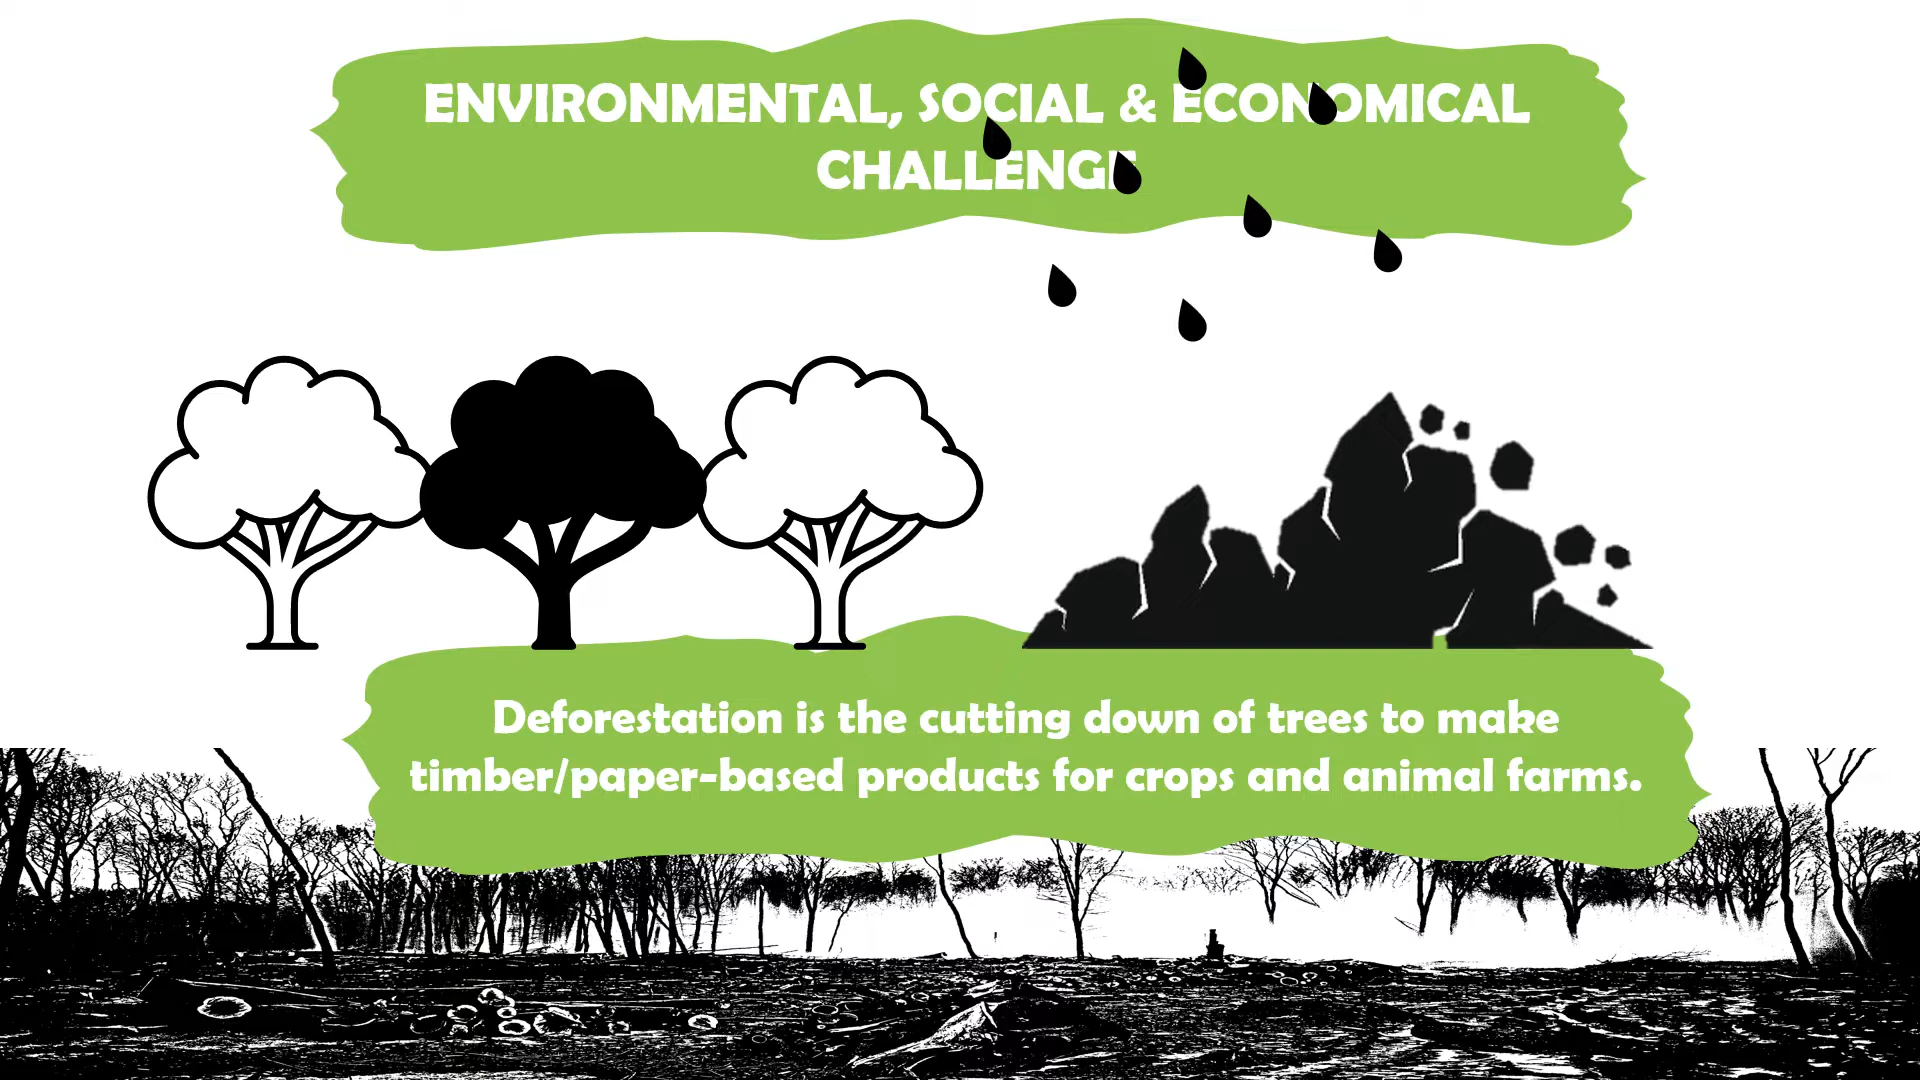 ENVIRONMENTAL, SOCIAL & ECONOMICAL
CHALLENGE
Deforestation is the cutting down of trees to make
timber/paper-based products for crops and animal farms.